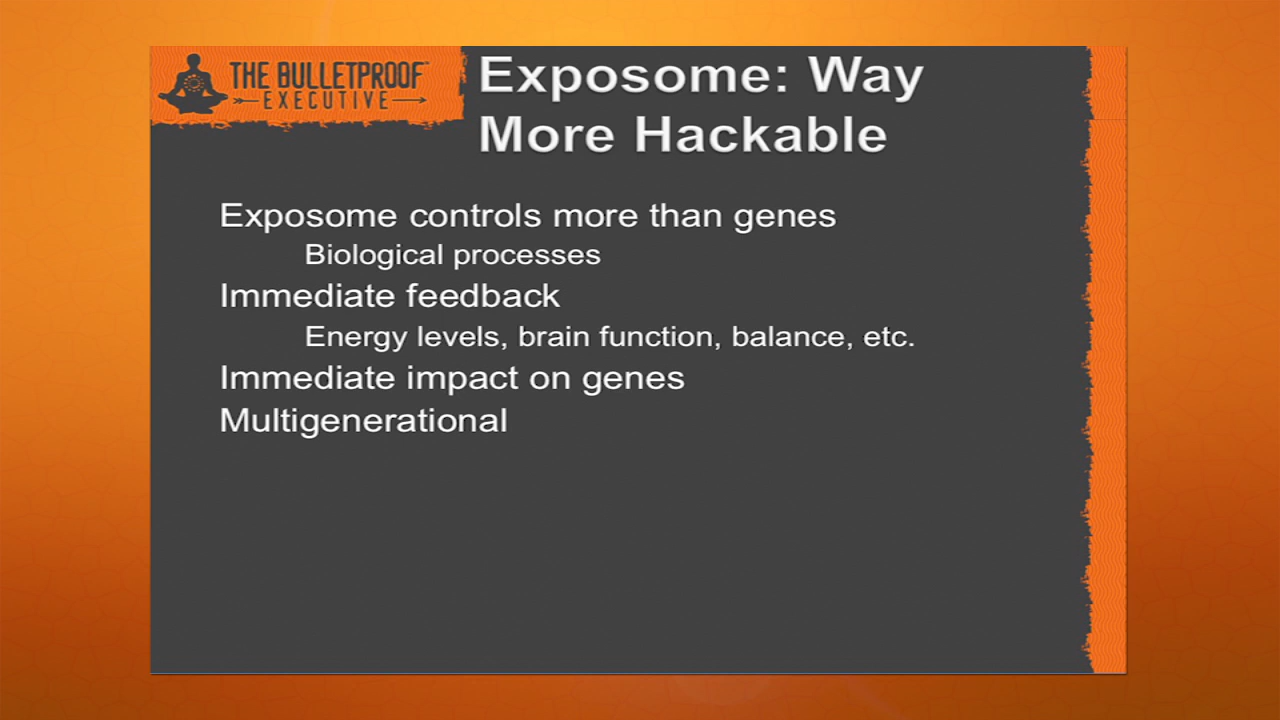 THE BULLETPROOF™
EXECUTIVE
Exposome: Way
More Hackable
Exposome controls more than genes
Biological processes
Immediate feedback
Energy levels, brain function, balance, etc.
Immediate impact on genes
Multigenerational